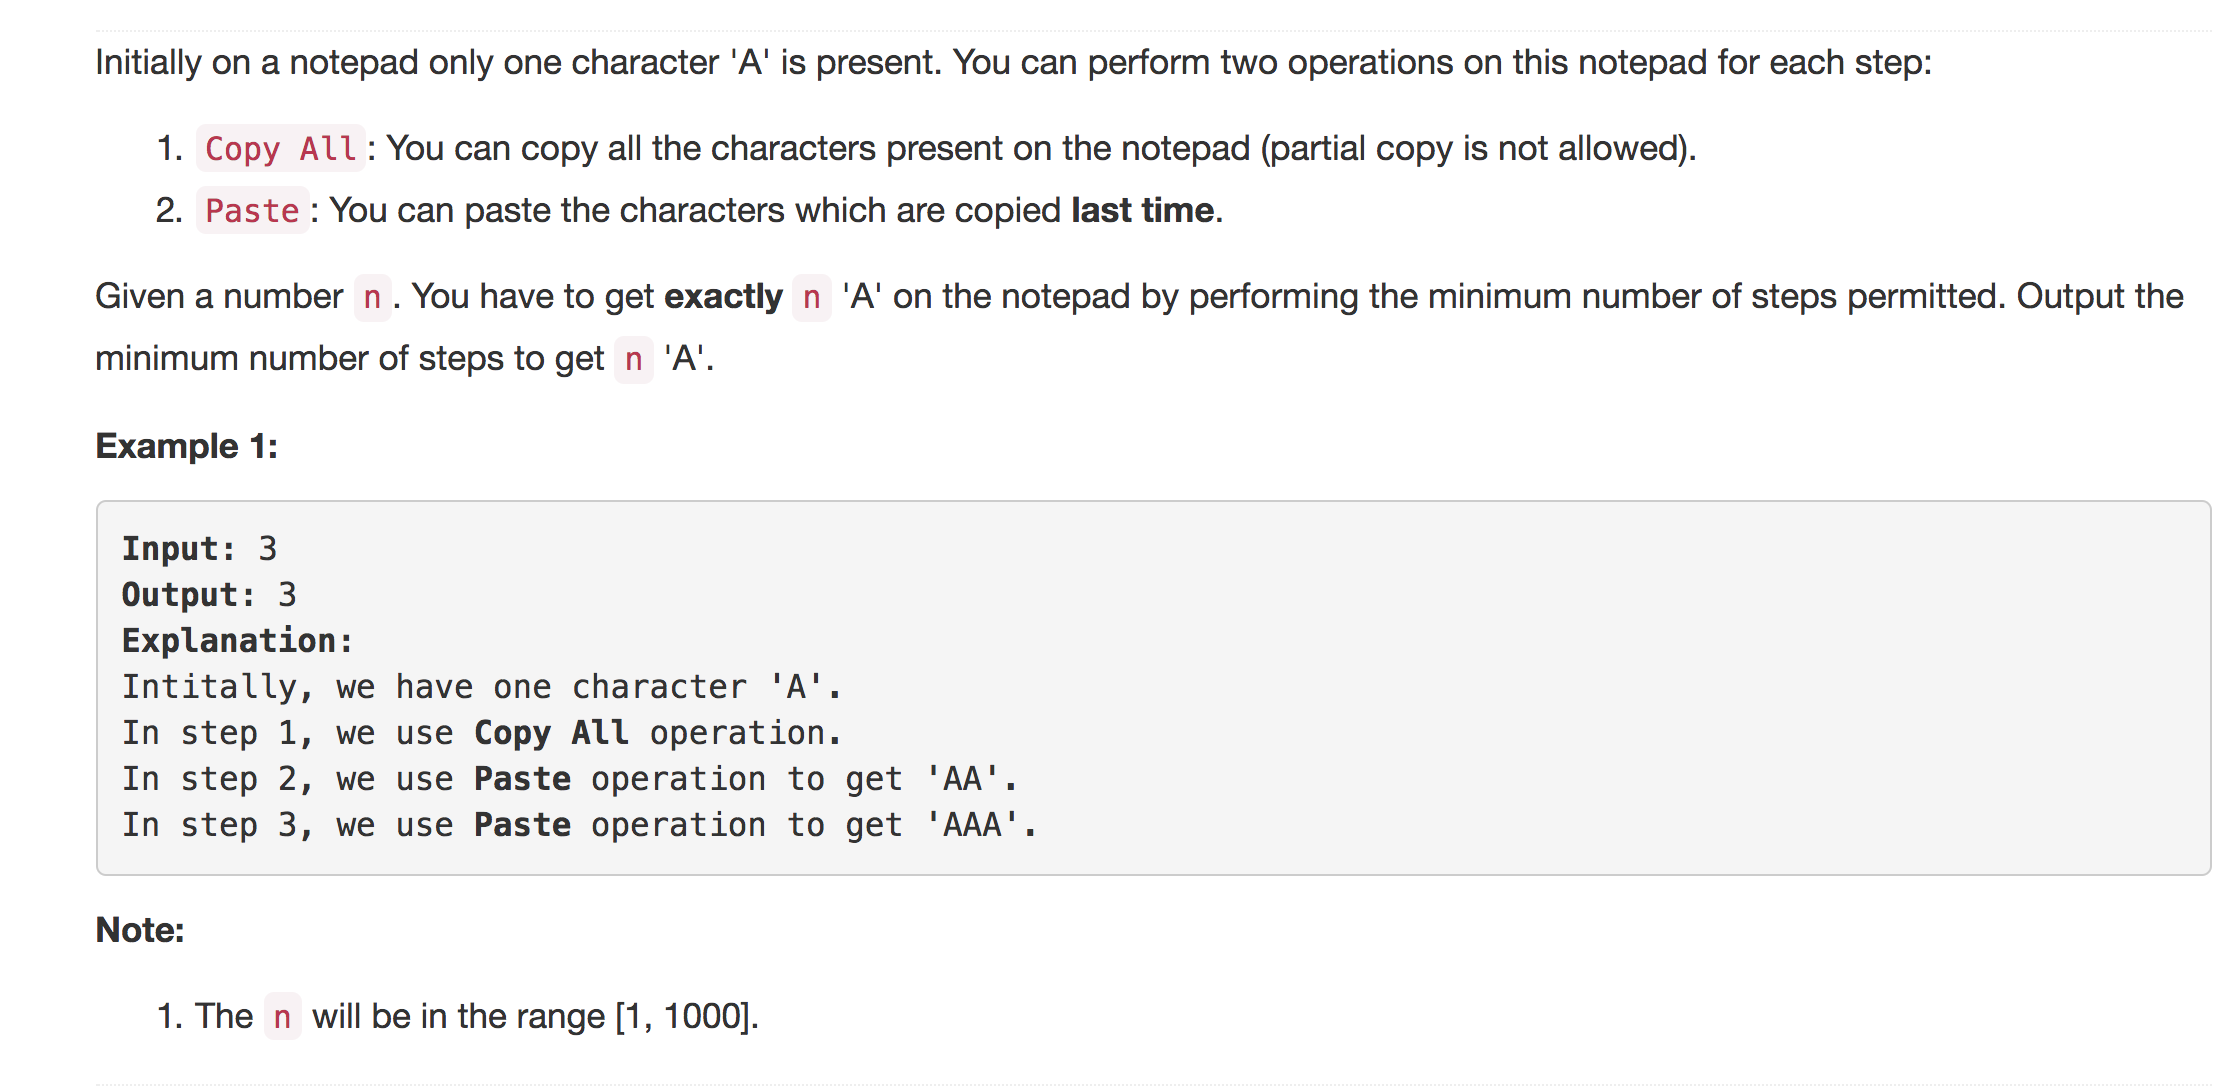 Initially on a notepad only one character 'A' is present. You can perform two operations on this notepad for each step:
1. Copy All: You can copy all the characters present on the notepad (partial copy is not allowed).
2. Paste: You can paste the characters which are copied last time.
Given a number n. You have to get exactly n 'A' on the notepad by performing the minimum number of steps permitted. Output the
minimum number of steps to get n 'A'.
Example 1:
Input: 3
Output: 3
Explanation:
Intitally, we have one character 'A'.
In step 1, we use Copy All operation.
In step 2, we use Paste operation to get 'AA'.
In step 3, we use Paste operation to get 'AAA'.
Note:
1. The n will be in the range [1, 1000].